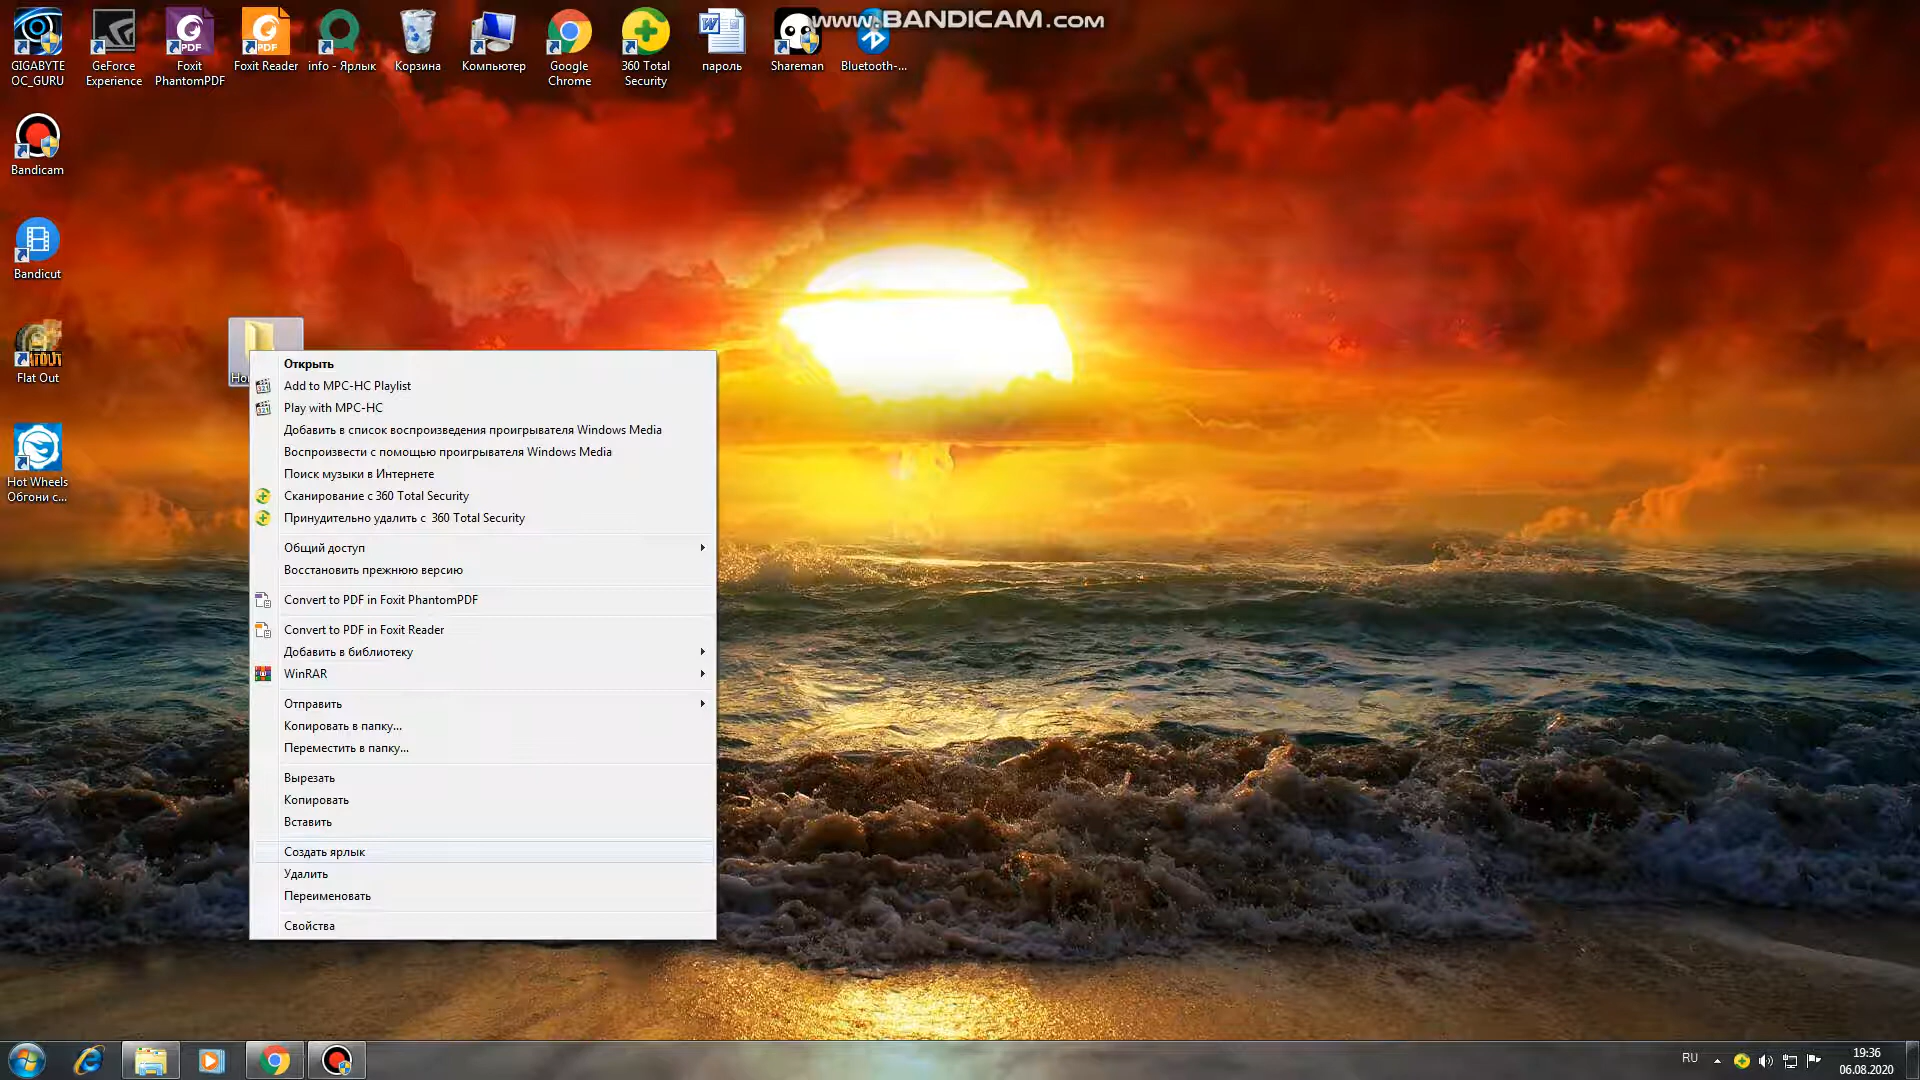 www.BANDICAM.com
GIGABYTE
OC_GURU
GeForce
Experience
Foxit
PhantomPDF
Foxit Reader
info - Ярлык
Корзина
Компьютер
Google
Chrome
360 Total
Security
пароль
Shareman
Bluetooth-...
Bandicam
Bandicut
Flat Out
Hot Wheels
Обгони с...
Открыть
Add to MPC-HC Playlist
Play with MPC-HC
Добавить в список воспроизведения проигрывателя Windows Media
Воспроизвести с помощью проигрывателя Windows Media
Поиск музыки в Интернете
Сканирование с 360 Total Security
Принудительно удалить с 360 Total Security
Общий доступ
Восстановить прежнюю версию
Convert to PDF in Foxit PhantomPDF
Convert to PDF in Foxit Reader
Добавить в библиотеку
WinRAR
Отправить
Копировать в папку...
Переместить в папку...
Вырезать
Копировать
Вставить
Создать ярлык
Удалить
Переименовать
Свойства
RU
19:36
06.08.2020